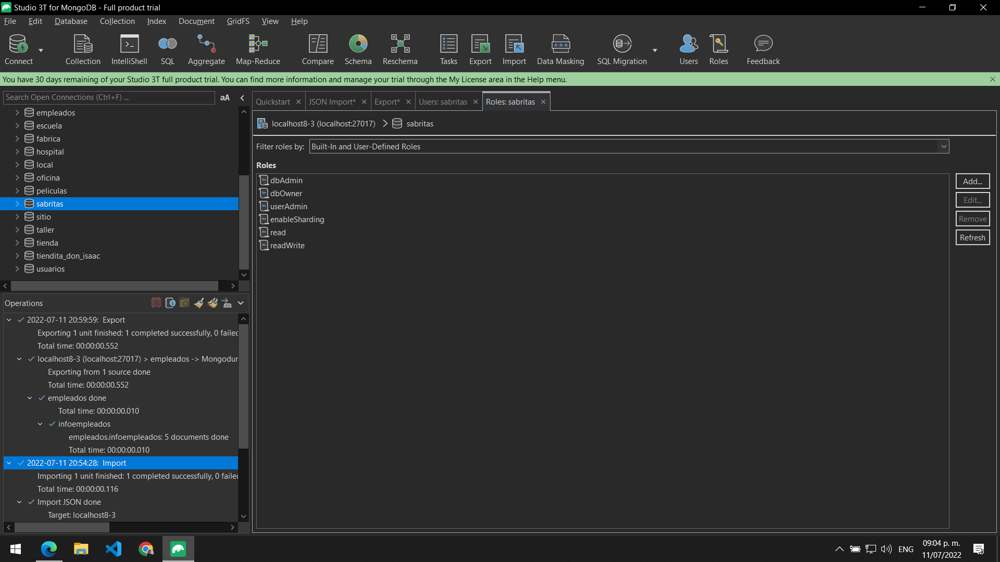 Studio 3T for MongoDB - Full product trial
File Edit Database Collection Index Document GridFS View Help
Connect Collection IntelliShell SQL Aggregate Map-Reduce Compare Schema Reschema Tasks Export Import Data Masking SQL Migration Users Roles Feedback
You have 30 days remaining of your Studio 3T full product trial. You can find more information and manage your trial through the My License area in the Help menu.
Search Open Connections (Ctrl+F) ... aA
empleados
escuela
fabrica
hospital
local
oficina
peliculas
sabritas
sitio
taller
tienda
tiendita_don_isaac
usuarios
Quickstart JSON Import* Export* Users: sabritas Roles: sabritas
localhost8-3 (localhost:27017) sabritas
Filter roles by: Built-In and User-Defined Roles
Roles
dbAdmin
dbOwner
userAdmin
enableSharding
read
readWrite
Add...
Edit...
Remove
Refresh
Operations
2022-07-11 20:59:59: Export
Exporting 1 unit finished: 1 completed successfully, 0 failed
Total time: 00:00:00.552
localhost8-3 (localhost:27017) > empleados -> Mongodur
Exporting from 1 source done
Total time: 00:00:00.552
empleados done
Total time: 00:00:00.010
infoempleados
empleados.infoempleados: 5 documents done
Total time: 00:00:00.010
2022-07-11 20:54:28: Import
Importing 1 unit finished: 1 completed successfully, 0 failed
Total time: 00:00:00.116
Import JSON done
Target: localhost8-3
ENG
09:04 p. m.
11/07/2022